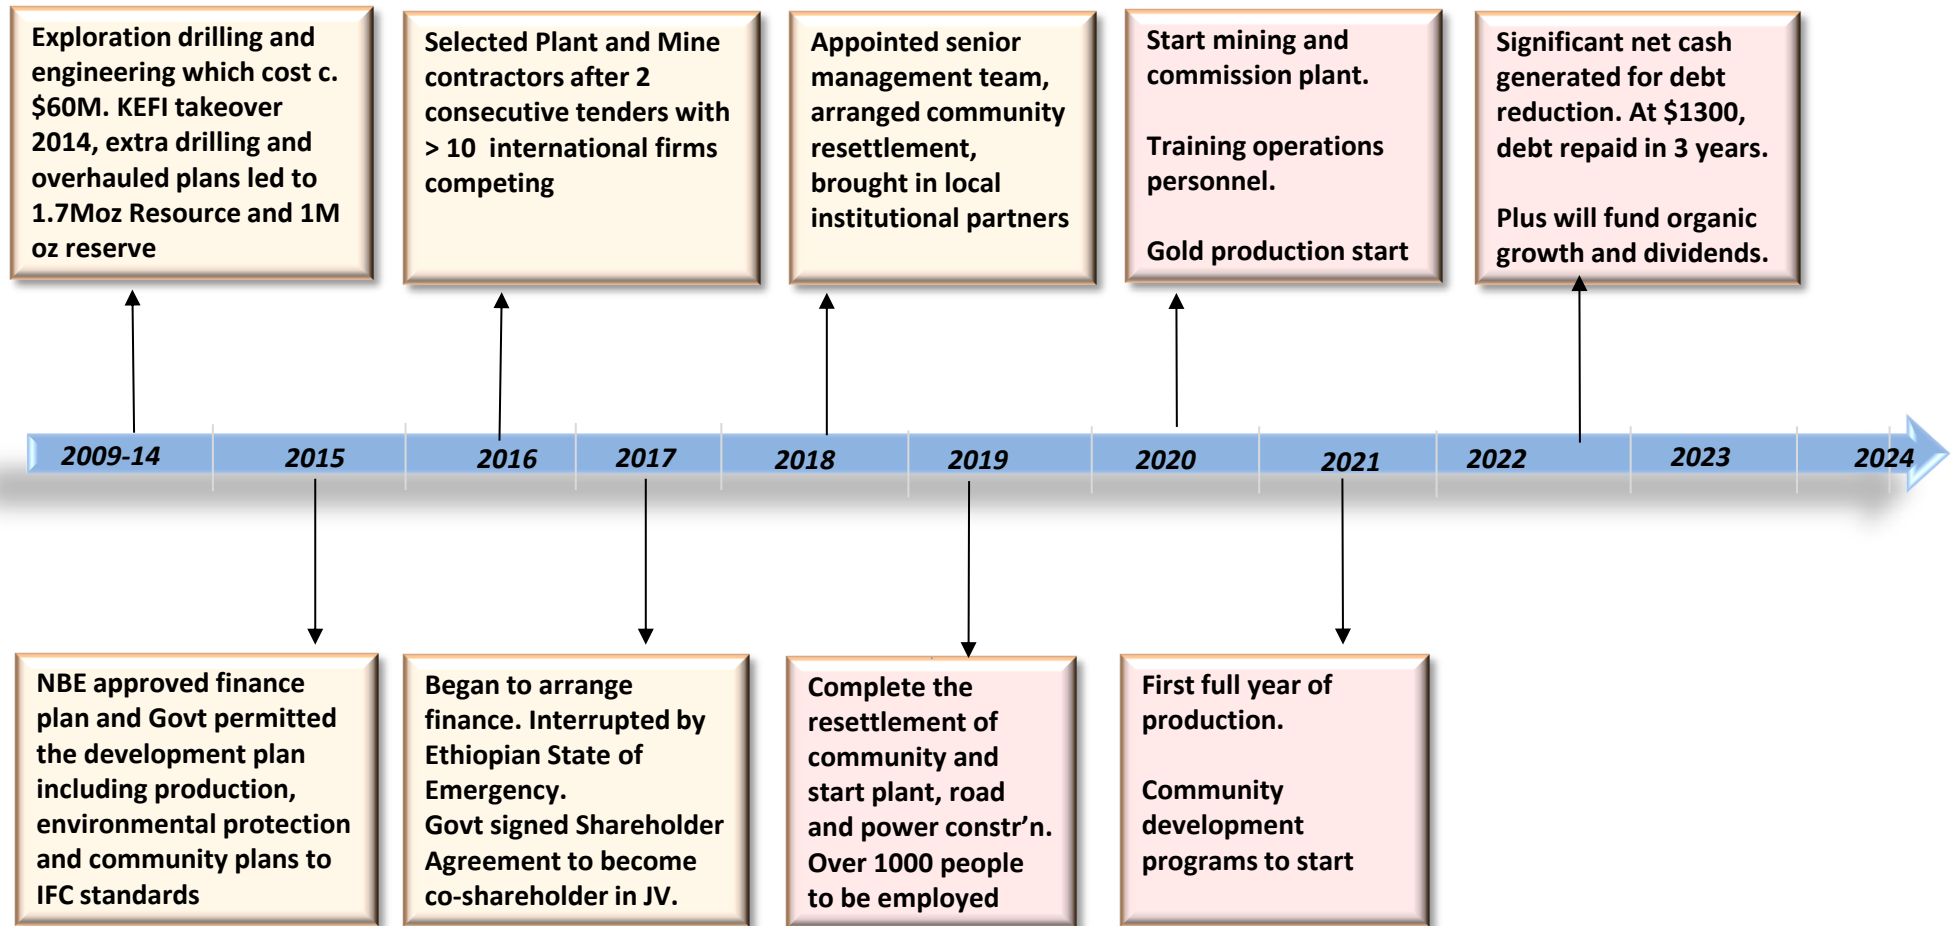 Exploration drilling and
engineering which cost c.
$60M. KEFI takeover
2014, extra drilling and
overhauled plans led to
1.7Moz Resource and 1M
oz reserve
Selected Plant and Mine
contractors after 2
consecutive tenders with
> 10 international firms
competing
Appointed senior
management team,
arranged community
resettlement,
brought in local
institutional partners
Start mining and
commission plant.
Training operations
personnel.
Gold production start
Significant net cash
generated for debt
reduction. At $1300,
debt repaid in 3 years.
Plus will fund organic
growth and dividends.
2009-14 2015 2016 2017 2018 2019 2020 2021 2022 2023 2024
NBE approved finance
plan and Govt permitted
the development plan
including production,
environmental protection
and community plans to
IFC standards
Began to arrange
finance. Interrupted by
Ethiopian State of
Emergency.
Govt signed Shareholder
Agreement to become
co-shareholder in JV.
Complete the
resettlement of
community and
start plant, road
and power constr’n.
Over 1000 people
to be employed
First full year of
production.
Community
development
programs to start